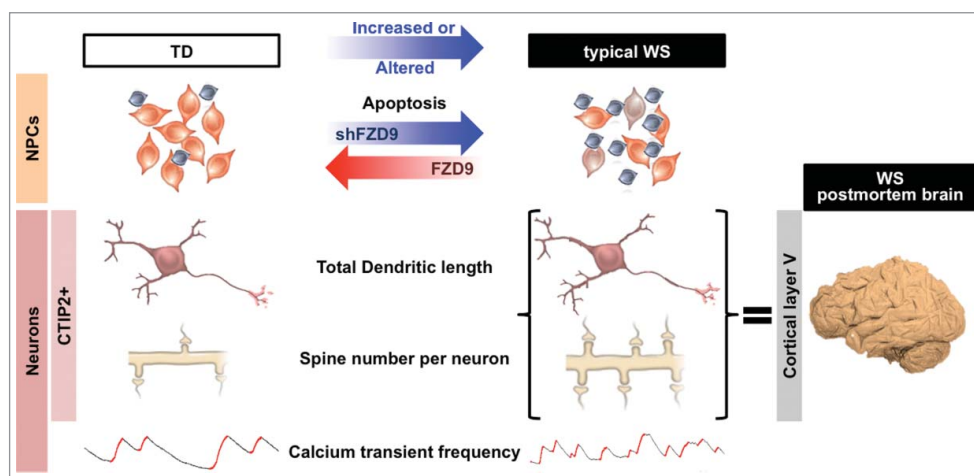 TD
Increased or
Altered
typical WS
NPCs
Apoptosis
shFZD9
FZD9
WS
postmortem brain
Neurons
CTIP2+
Total Dendritic length
Spine number per neuron
Cortical layer V
=
Calcium transient frequency